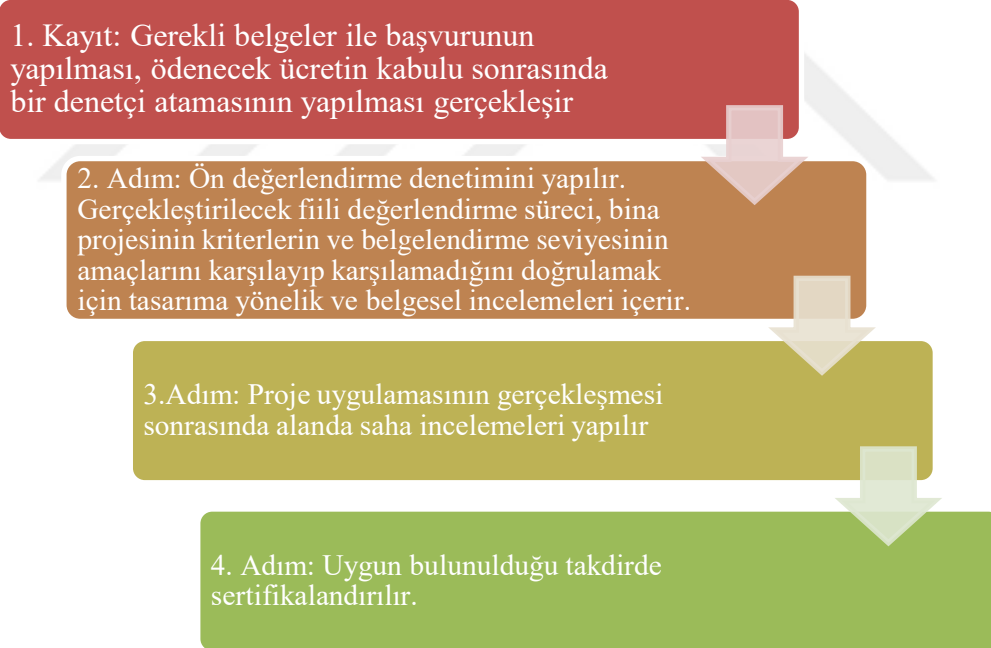 1. Kayıt: Gerekli belgeler ile başvurunun
yapılması, ödenecek ücretin kabulu sonrasında
bir denetçi atamasının yapılması gerçekleşir
2. Adım: Ön değerlendirme denetimini yapılır.
Gerçekleştirilecek fiili değerlendirme süreci, bina
projesinin kriterlerin ve belgelendirme seviyesinin
amaçlarını karşılayıp karşılamadığını doğrulamak
için tasarıma yönelik ve belgesel incelemeleri içerir.
3.Adım: Proje uygulamasının gerçekleşmesi
sonrasında alanda saha incelemeleri yapılır
4. Adım: Uygun bulunulduğu takdirde
sertifikalandırılır.